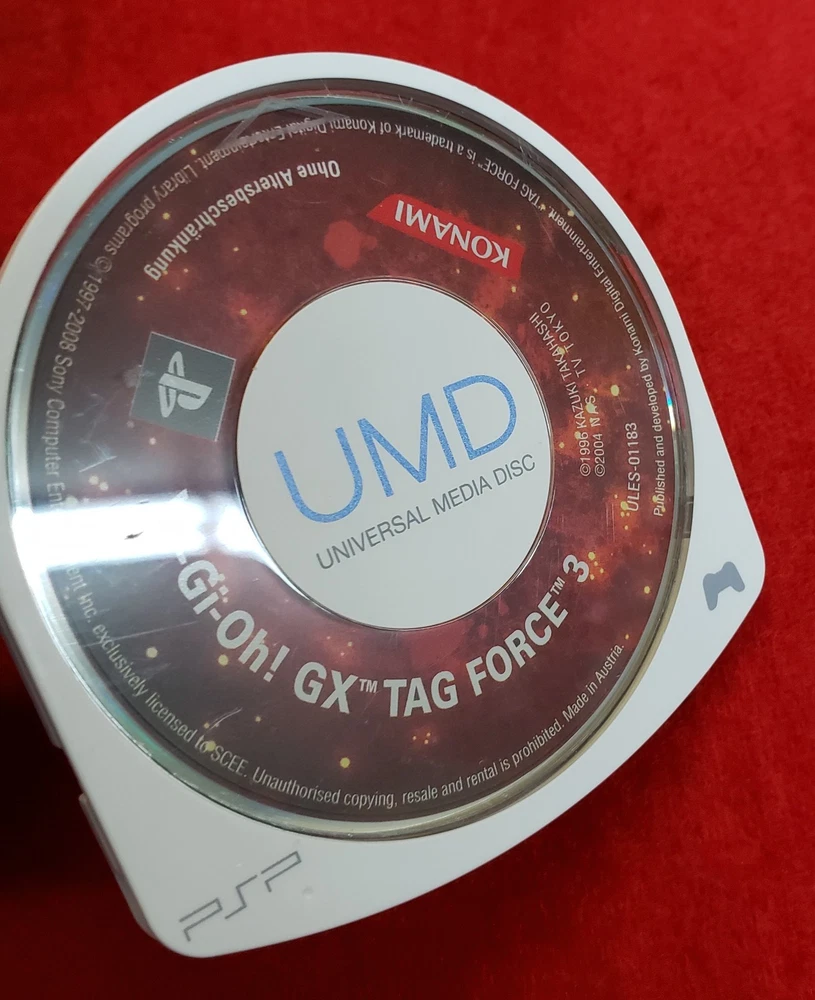 "TAG FORCE" is a trademark of Konami Digital Entertainment. Library programs ©1997-2008 Sony Computer Ent ent Inc. exclusively licensed to SCEE. Unauthorised copying, resale and rental is prohibited. Made in Austria.
Ohne Altersbeschränkung
KONAMI
©1996 KAZUKI TAKAHASHI
©2004 NAS · TV TOKYO
ULES-01183
Published and developed by Konami Digital Entertainment.
UMD
UNIVERSAL MEDIA DISC
-Gi-Oh! GX™ TAG FORCE™ 3
PSP